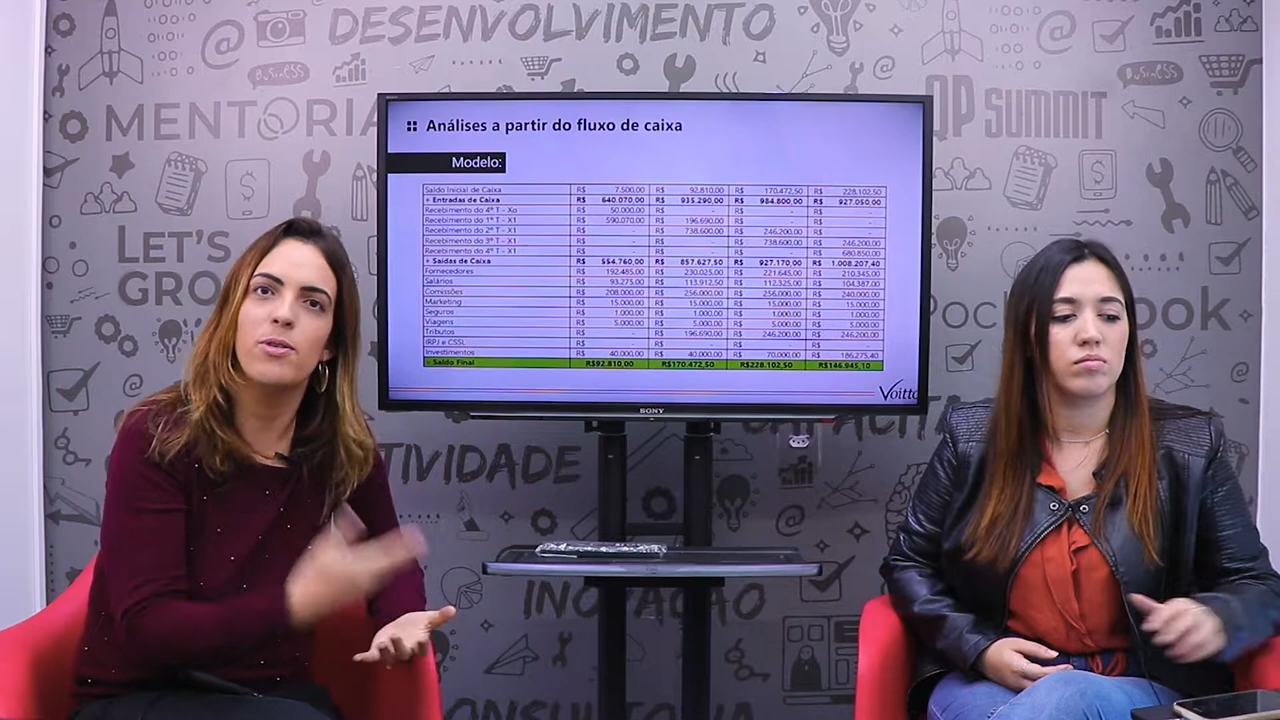 DESENVOLVIMENTO
BUSINESS
BUSINESS
MENTORIA
QP SUMMIT
LET'S
GRO
Análises a partir do fluxo de caixa
Modelo:
Saldo Inicial de Caixa R$ 7.500,00 R$ 92.810,00 R$ 170.472,50 R$ 228.102,50
+ Entradas de Caixa R$ 640.070,00 R$ 935.290,00 R$ 984.800,00 R$ 927.050,00
Recebimento do 4º T - Xo R$ 50.000,00 R$ - R$ - R$ -
Recebimento do 1º T - X1 R$ 590.070,00 R$ 196.690,00 R$ - R$ -
Recebimento do 2º T - X1 R$ - R$ 738.600,00 R$ 246.200,00 R$ -
Recebimento do 3º T - X1 R$ - R$ - R$ 738.600,00 R$ 246.200,00
Recebimento do 4º T - X1 R$ - R$ - R$ - R$ 680.850,00
+ Saídas de Caixa R$ 554.760,00 R$ 857.627,50 R$ 927.170,00 R$ 1.008.207,40
Fornecedores R$ 192.485,00 R$ 230.025,00 R$ 221.645,00 R$ 210.345,00
Salários R$ 93.275,00 R$ 113.912,50 R$ 112.325,00 R$ 104.387,00
Comissões R$ 208.000,00 R$ 256.000,00 R$ 256.000,00 R$ 240.000,00
Marketing R$ 15.000,00 R$ 15.000,00 R$ 15.000,00 R$ 15.000,00
Seguros R$ 1.000,00 R$ 1.000,00 R$ 1.000,00 R$ 1.000,00
Viagens R$ 5.000,00 R$ 5.000,00 R$ 5.000,00 R$ 5.000,00
Tributos R$ - R$ 196.690,00 R$ 246.200,00 R$ 246.200,00
IRPJ e CSSL R$ - R$ - R$ - R$ -
Investimentos R$ 40.000,00 R$ 40.000,00 R$ 70.000,00 R$ 186.275,40
= Saldo Final R$92.810,00 R$170.472,50 R$228.102,50 R$146.945,10
Voitto
SONY
Poc ook
TIVIDADE
CAPACITA
INOVAÇÃO
CONSULTORIA